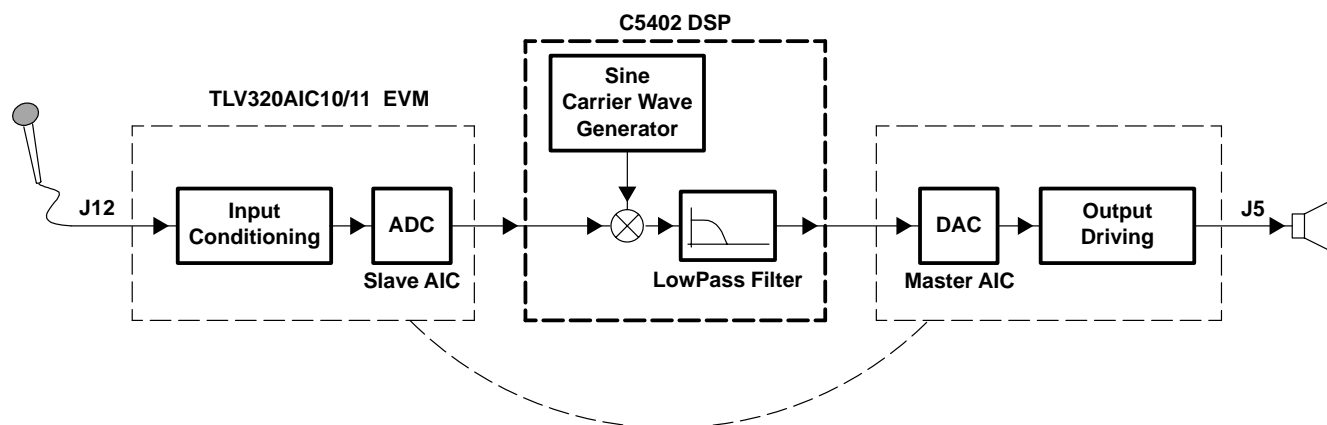 C5402 DSP
Sine
Carrier Wave
Generator
TLV320AIC10/11 EVM
J12
Input
Conditioning
ADC
Slave AIC
LowPass Filter
DAC
Master AIC
Output
Driving
J5